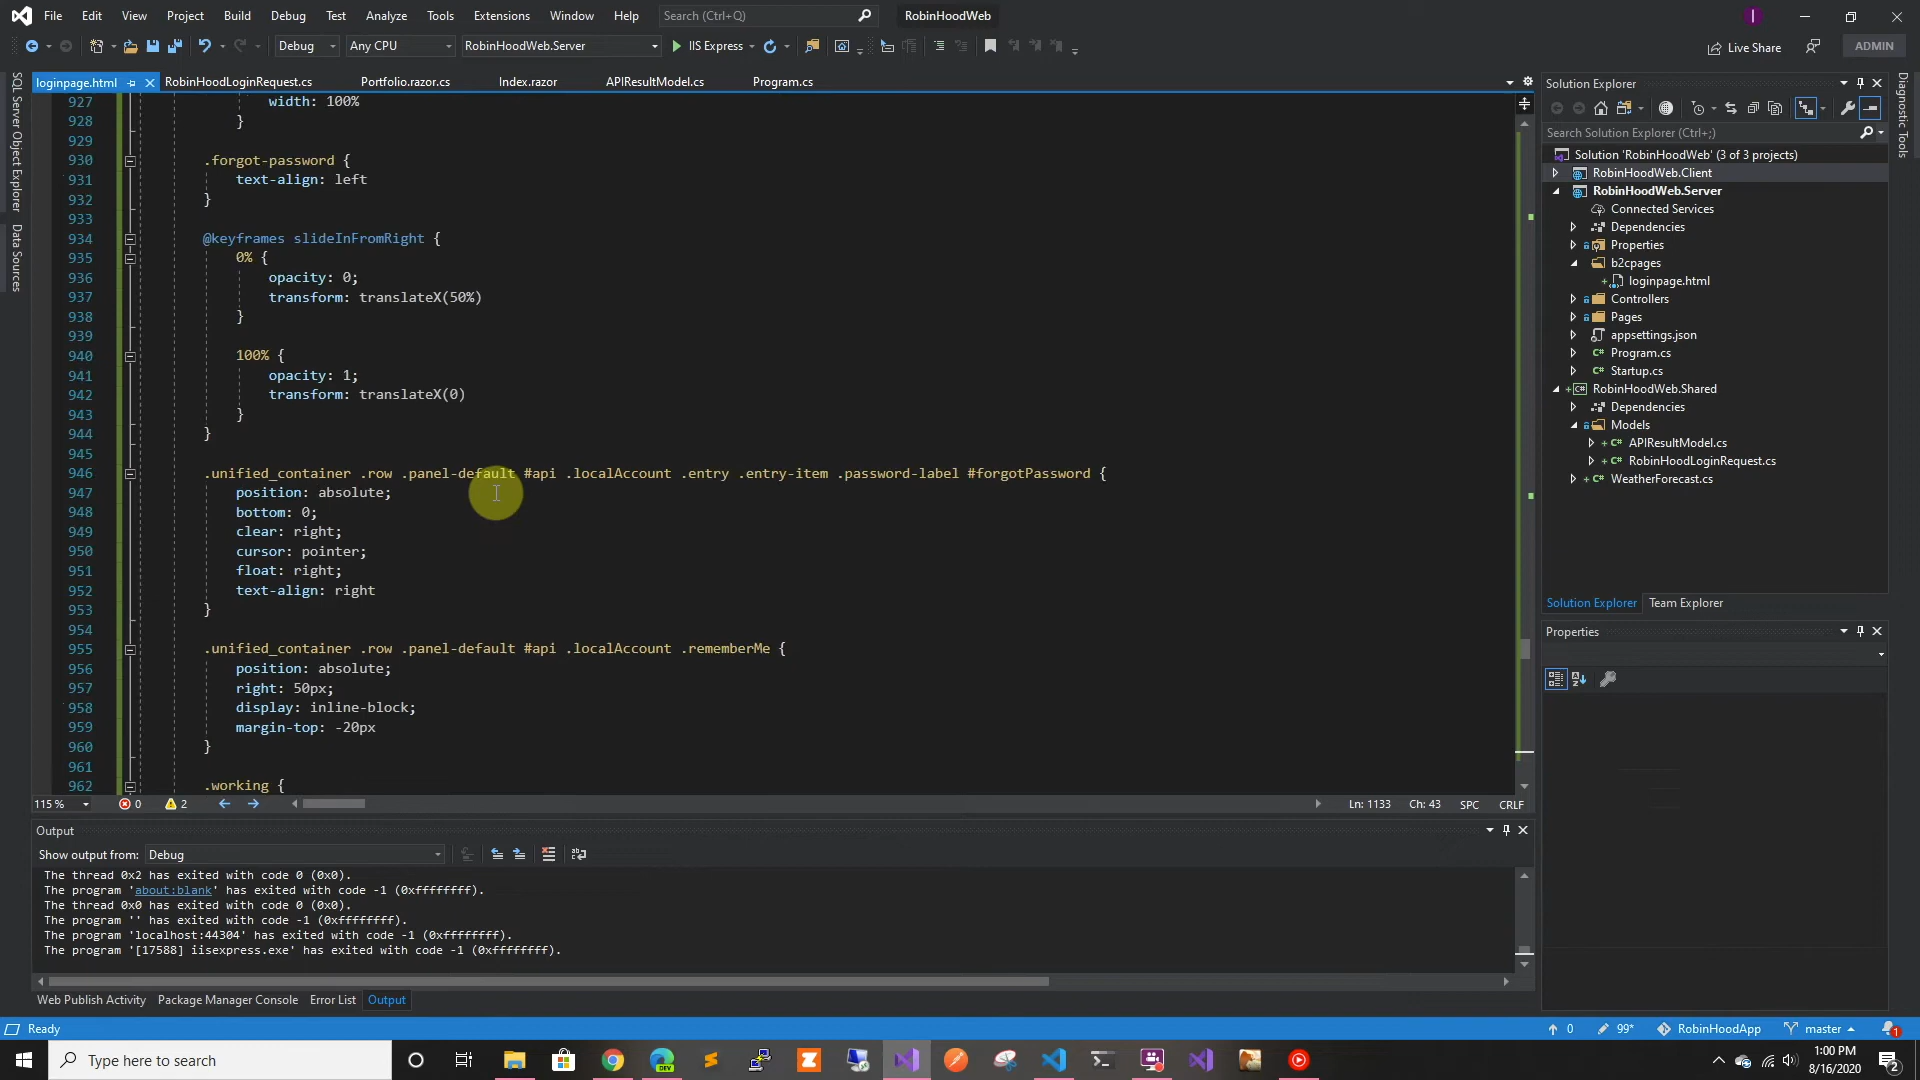 File Edit View Project Build Debug Test Analyze Tools Extensions Window Help Search (Ctrl+Q) RobinHoodWeb
Debug Any CPU RobinHoodWeb.Server IIS Express Live Share ADMIN
loginpage.html RobinHoodLoginRequest.cs Portfolio.razor.cs Index.razor APIResultModel.cs Program.cs
SQL Server Object Explorer
Data Sources
927 width: 100%
928 }
929
930 .forgot-password {
931 text-align: left
932 }
933
934 @keyframes slideInFromRight {
935 0% {
936 opacity: 0;
937 transform: translateX(50%)
938 }
939
940 100% {
941 opacity: 1;
942 transform: translateX(0)
943 }
944 }
945
946 .unified_container .row .panel-default #api .localAccount .entry .entry-item .password-label #forgotPassword {
947 position: absolute;
948 bottom: 0;
949 clear: right;
950 cursor: pointer;
951 float: right;
952 text-align: right
953 }
954
955 .unified_container .row .panel-default #api .localAccount .rememberMe {
956 position: absolute;
957 right: 50px;
958 display: inline-block;
959 margin-top: -20px
960 }
961
962 .working {
115 % 0 2 Ln: 1133 Ch: 43 SPC CRLF
Output
Show output from: Debug
The thread 0x2 has exited with code 0 (0x0).
The program 'about:blank' has exited with code -1 (0xffffffff).
The thread 0x0 has exited with code 0 (0x0).
The program '' has exited with code -1 (0xffffffff).
The program 'localhost:44304' has exited with code -1 (0xffffffff).
The program '[17588] iisexpress.exe' has exited with code -1 (0xffffffff).
Web Publish Activity Package Manager Console Error List Output
Solution Explorer
Search Solution Explorer (Ctrl+;)
Solution 'RobinHoodWeb' (3 of 3 projects)
RobinHoodWeb.Client
RobinHoodWeb.Server
Connected Services
Dependencies
Properties
b2cpages
loginpage.html
Controllers
Pages
appsettings.json
C# Program.cs
C# Startup.cs
C# RobinHoodWeb.Shared
Dependencies
Models
C# APIResultModel.cs
C# RobinHoodLoginRequest.cs
C# WeatherForecast.cs
Solution Explorer Team Explorer
Properties
Diagnostic Tools
Ready 0 99* RobinHoodApp master 1
Type here to search DEV 1:00 PM
8/16/2020 2